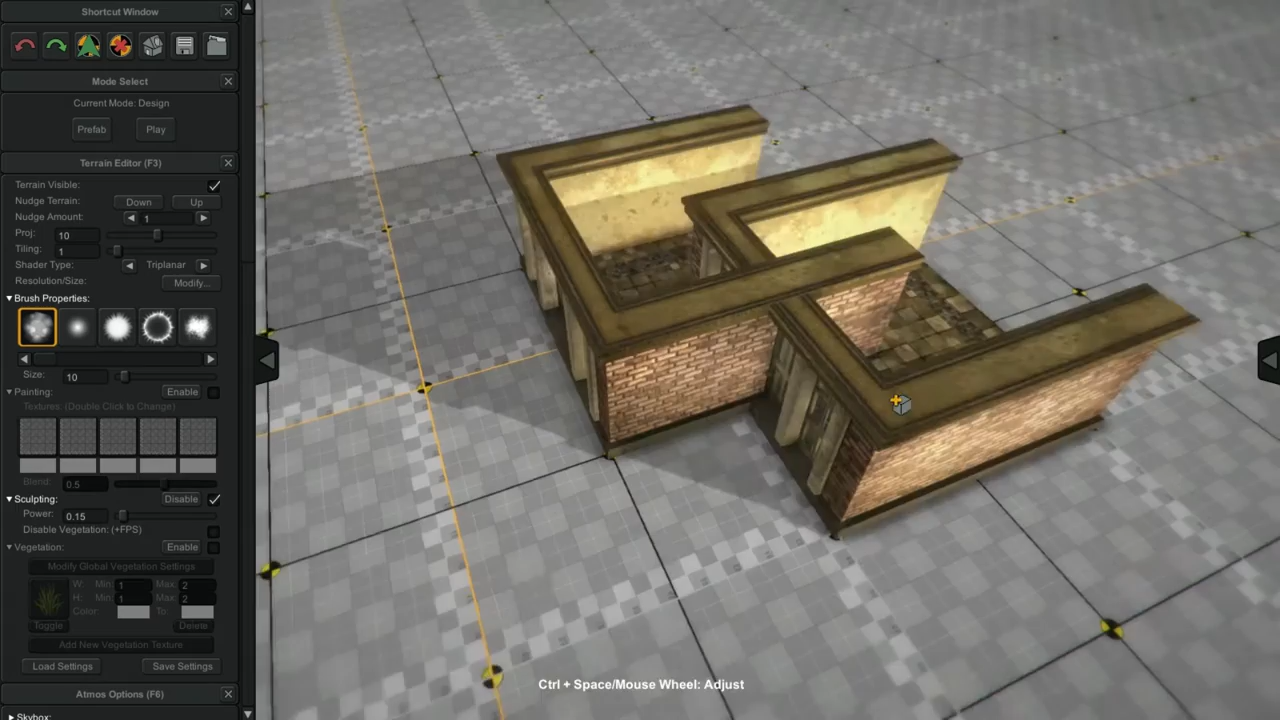 Shortcut Window
Mode Select
Current Mode: Design
Prefab Play
Terrain Editor (F3)
Terrain Visible:
Nudge Terrain: Down Up
Nudge Amount: 1
Proj: 10
Tiling: 1
Shader Type: Triplanar
Resolution/Size: Modify...
Brush Properties:
Size: 10
Painting: Enable
Textures: (Double Click to Change)
Blend: 0.5
Sculpting: Disable
Power: 0.15
Disable Vegetation: (+FPS)
Vegetation: Enable
Modify Global Vegetation Settings
W: Min: 1 Max: 2
H: Min: 1 Max: 2
Color: To:
Toggle Delete
Add New Vegetation Texture
Load Settings Save Settings
Atmos Options (F6)
Skybox:
Ctrl + Space/Mouse Wheel: Adjust